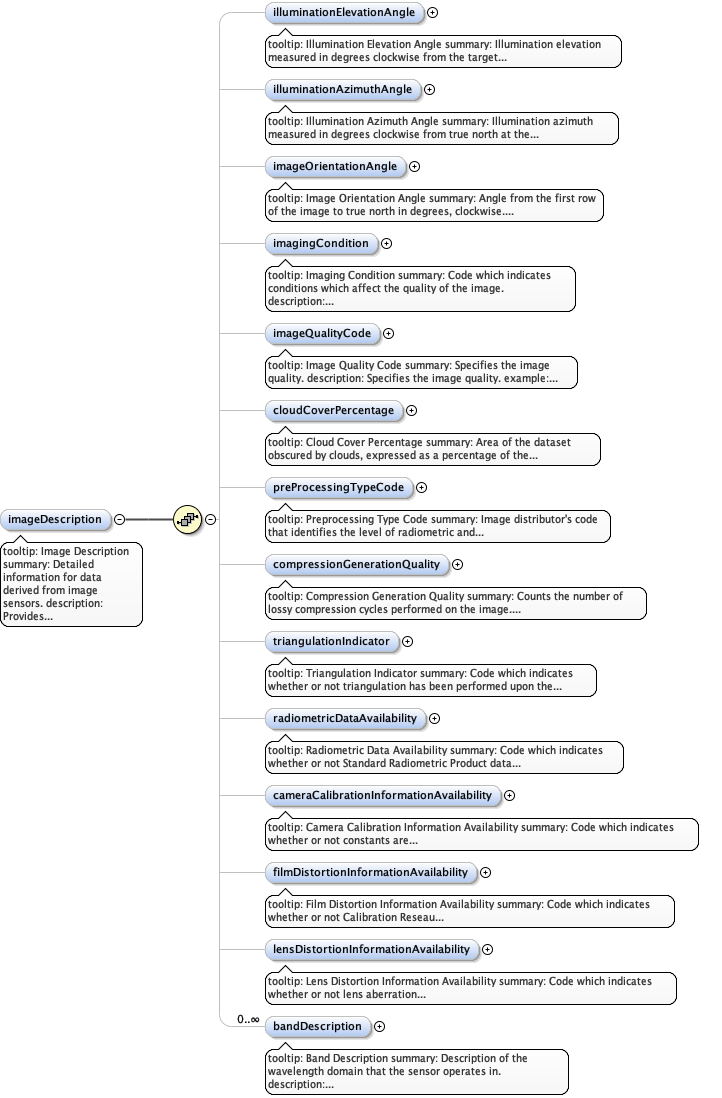 illuminationElevationAngle
tooltip: Illumination Elevation Angle summary: Illumination elevation
measured in degrees clockwise from the target...
illuminationAzimuthAngle
tooltip: Illumination Azimuth Angle summary: Illumination azimuth
measured in degrees clockwise from true north at the...
imageOrientationAngle
tooltip: Image Orientation Angle summary: Angle from the first row
of the image to true north in degrees, clockwise....
imagingCondition
tooltip: Imaging Condition summary: Code which indicates
conditions which affect the quality of the image.
description:...
imageQualityCode
tooltip: Image Quality Code summary: Specifies the image
quality. description: Specifies the image quality. example:...
cloudCoverPercentage
tooltip: Cloud Cover Percentage summary: Area of the dataset
obscured by clouds, expressed as a percentage of the...
preProcessingTypeCode
tooltip: Preprocessing Type Code summary: Image distributor's code
that identifies the level of radiometric and...
imageDescription
tooltip: Image Description
summary: Detailed
information for data
derived from image
sensors. description:
Provides...
compressionGenerationQuality
tooltip: Compression Generation Quality summary: Counts the number of
lossy compression cycles performed on the image....
triangulationIndicator
tooltip: Triangulation Indicator summary: Code which indicates
whether or not triangulation has been performed upon the...
radiometricDataAvailability
tooltip: Radiometric Data Availability summary: Code which indicates
whether or not Standard Radiometric Product data...
cameraCalibrationInformationAvailability
tooltip: Camera Calibration Information Availability summary: Code which indicates
whether or not constants are...
filmDistortionInformationAvailability
tooltip: Film Distortion Information Availability summary: Code which indicates
whether or not Calibration Reseau...
lensDistortionInformationAvailability
tooltip: Lens Distortion Information Availability summary: Code which indicates
whether or not lens aberration...
0..∞
bandDescription
tooltip: Band Description summary: Description of the
wavelength domain that the sensor operates in.
description:...